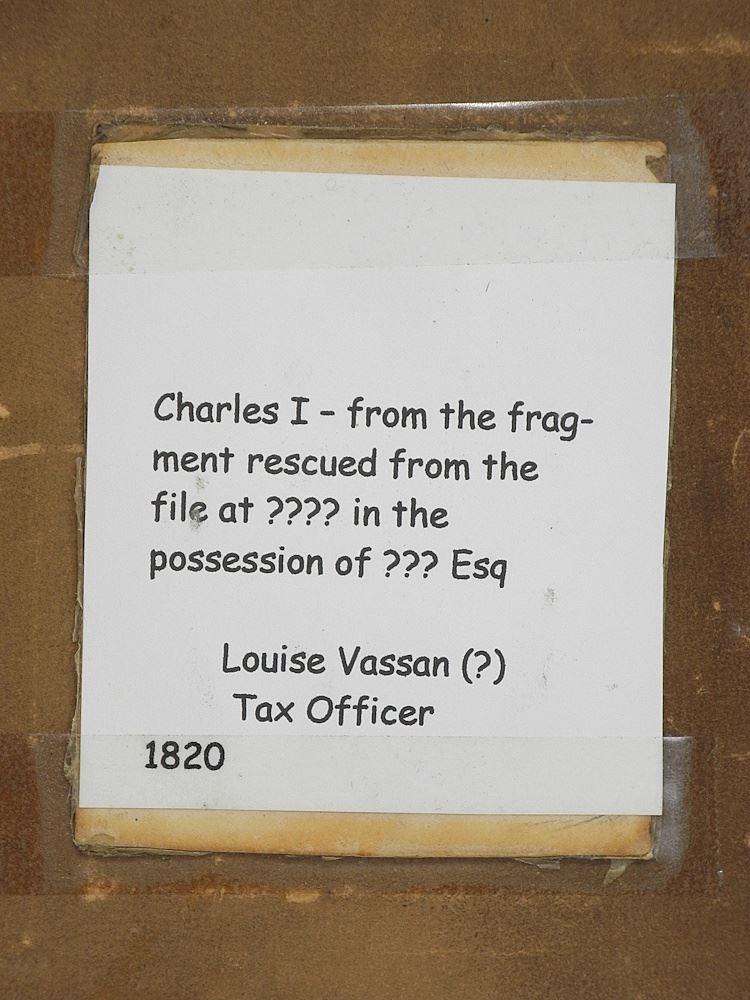 Charles I – from the frag-
ment rescued from the
file at ???? in the
possession of ??? Esq
Louise Vassan (?)
Tax Officer
1820